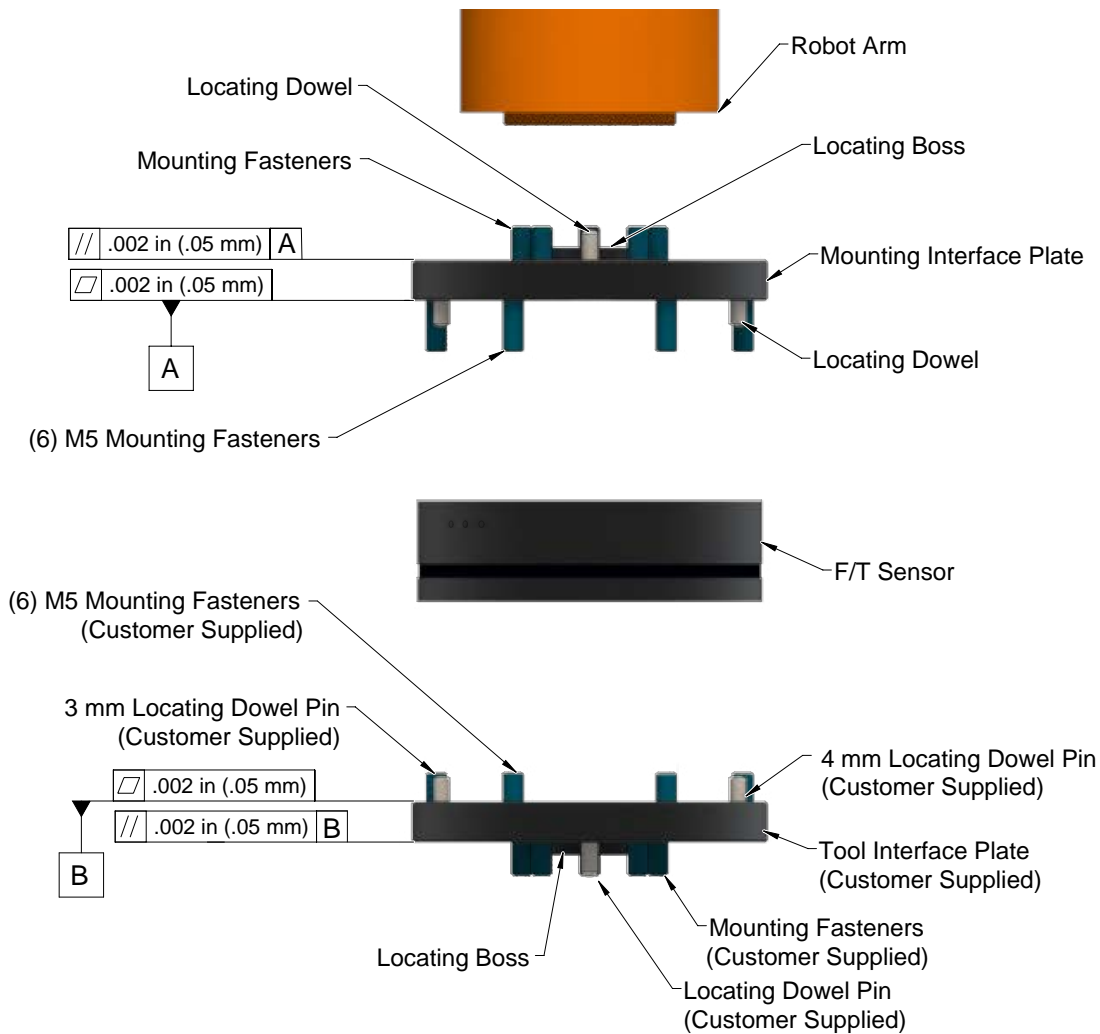 Robot Arm
Locating Dowel
Mounting Fasteners
Locating Boss
// .002 in (.05 mm) A
⏥ .002 in (.05 mm)
A
Mounting Interface Plate
Locating Dowel
(6) M5 Mounting Fasteners
F/T Sensor
(6) M5 Mounting Fasteners
(Customer Supplied)
3 mm Locating Dowel Pin
(Customer Supplied)
4 mm Locating Dowel Pin
(Customer Supplied)
⏥ .002 in (.05 mm)
// .002 in (.05 mm) B
B
Tool Interface Plate
(Customer Supplied)
Mounting Fasteners
(Customer Supplied)
Locating Boss
Locating Dowel Pin
(Customer Supplied)